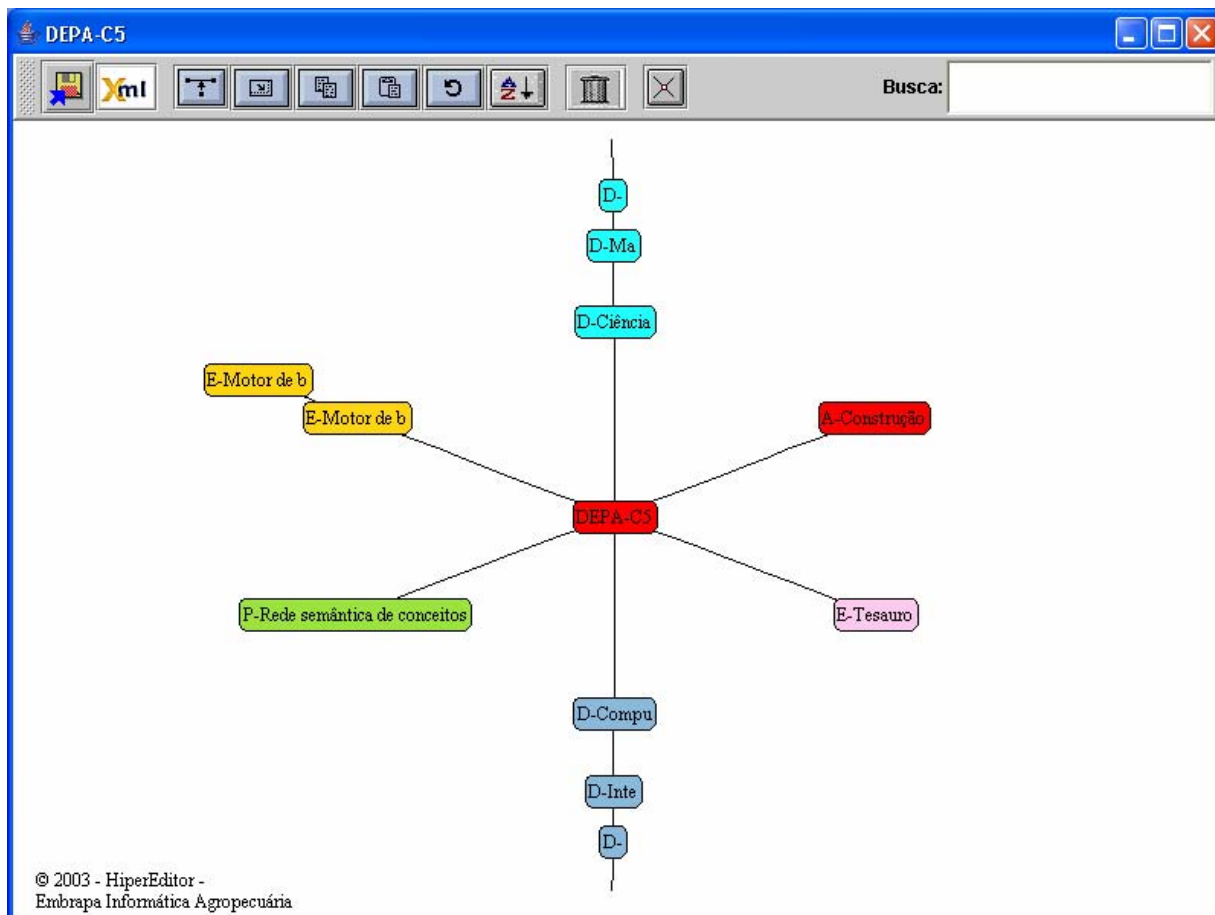 DEPA-C5
Xml
A
Z
Busca:
D-
D-Ma
D-Ciência
E-Motor de b
E-Motor de b
A-Construção
DEPA-C5
P-Rede semântica de conceitos
E-Tesauro
D-Compu
D-Inte
D-
© 2003 - HiperEditor -
Embrapa Informática Agropecuária